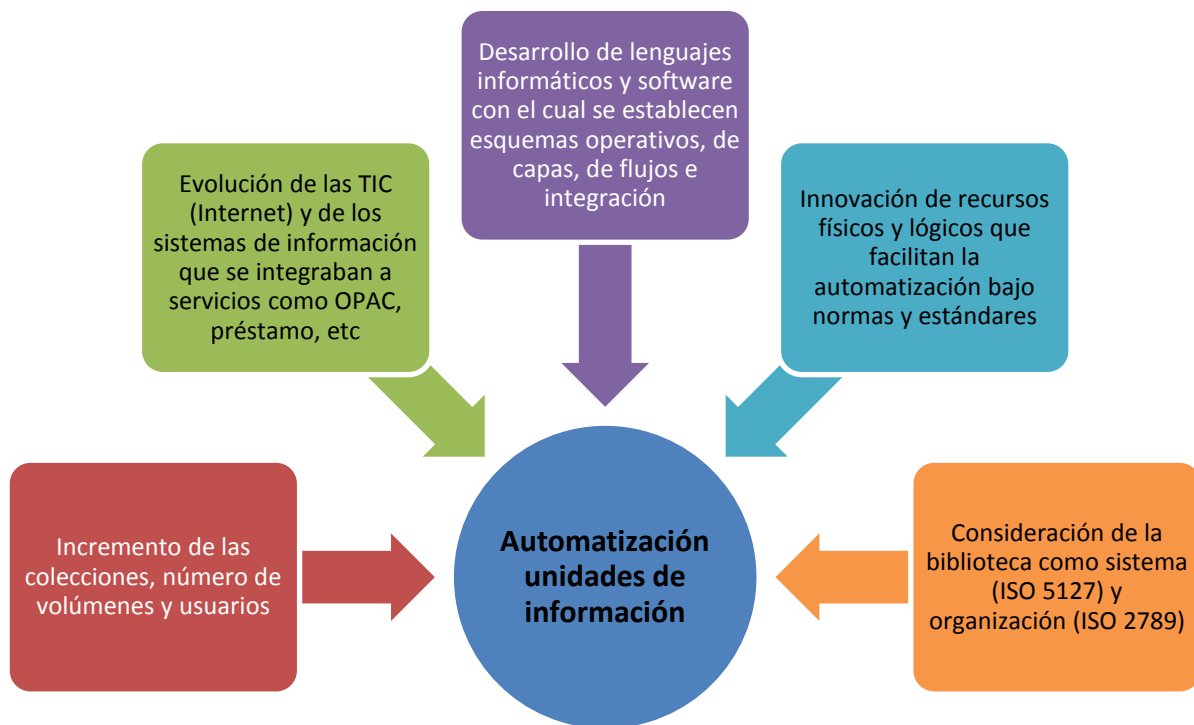 Desarrollo de lenguajes
informáticos y software
con el cual se establecen
esquemas operativos, de
capas, de flujos e
integración
Evolución de las TIC
(Internet) y de los
sistemas de información
que se integraban a
servicios como OPAC,
préstamo, etc
Innovación de recursos
físicos y lógicos que
facilitan la
automatización bajo
normas y estándares
Incremento de las
colecciones, número de
volúmenes y usuarios
Automatización
unidades de
información
Consideración de la
biblioteca como sistema
(ISO 5127) y
organización (ISO 2789)